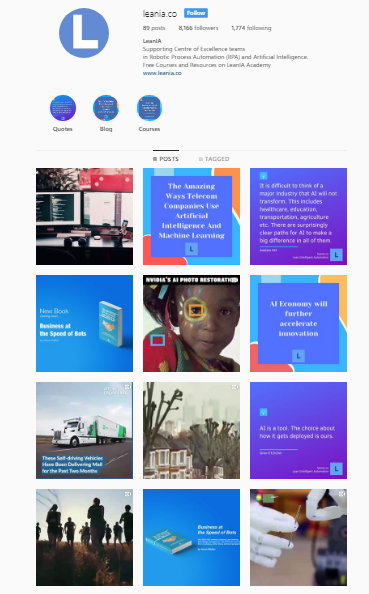 leania.co Follow
89 posts 8,166 followers 1,774 following
LeanIA
Supporting Centre of Excellence teams
in Robotic Process Automation (RPA) and Artificial Intelligence.
Free Courses and Resources on LeanIA Academy
www.leania.co
L
Quotes Blog Courses
POSTS TAGGED
The Amazing
Ways Telecom
Companies Use
Artificial
Intelligence And
Machine Learning
L
It is difficult to think of a
major industry that AI will not
transform. This includes
healthcare, education,
transportation, agriculture
etc. There are surprisingly
clear paths for AI to make a
big difference in all of them.
L
New Book
Business at
the Speed of Bots
NVIDIA'S AI PHOTO RESTORATION
AI Economy will
further
accelerate
innovation
L
These Self-driving Vehicles
Have Been Delivering Mail
for the Past Two Months
AI is a tool. The choice about
how it gets deployed is ours.
L
Business at
the Speed of Bots